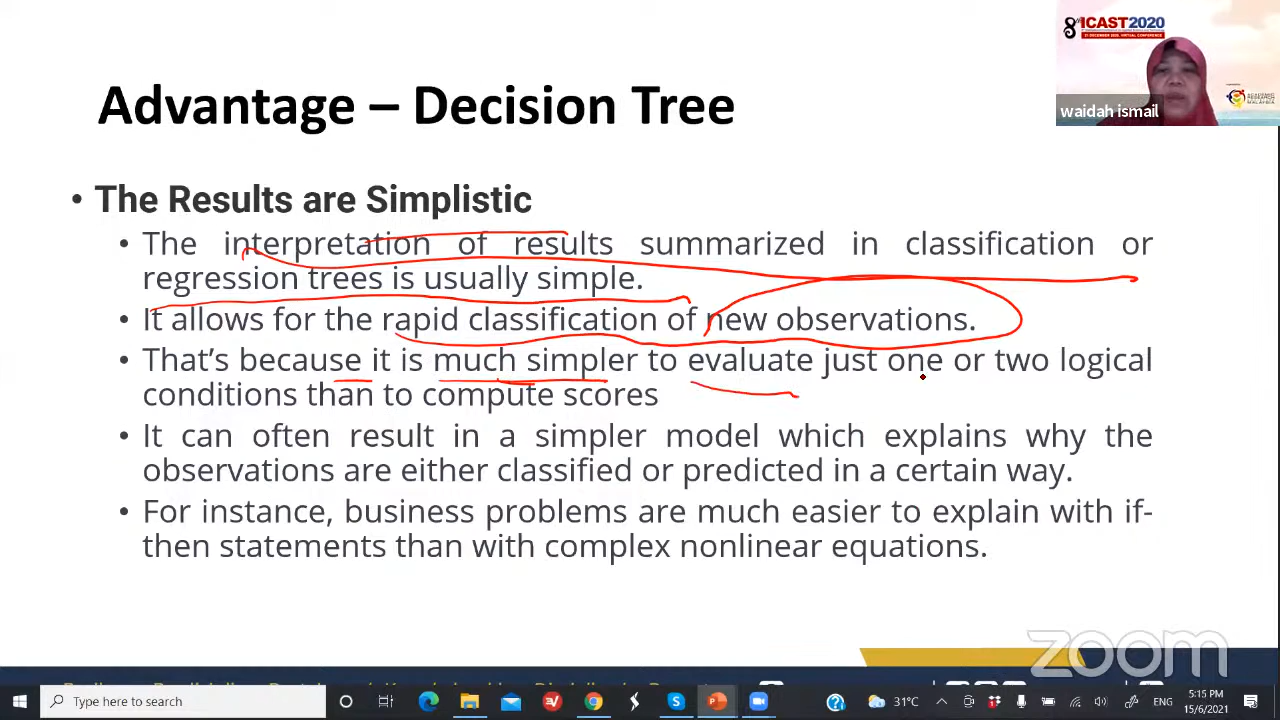 8th ICAST2020
waidah ismail
Advantage – Decision Tree
• The Results are Simplistic
• The interpretation of results summarized in classification or
regression trees is usually simple.
• It allows for the rapid classification of new observations.
• That’s because it is much simpler to evaluate just one or two logical
conditions than to compute scores
• It can often result in a simpler model which explains why the
observations are either classified or predicted in a certain way.
• For instance, business problems are much easier to explain with if-
then statements than with complex nonlinear equations.
zoom
Type here to search
31°C
ENG
5:15 PM
15/6/2021